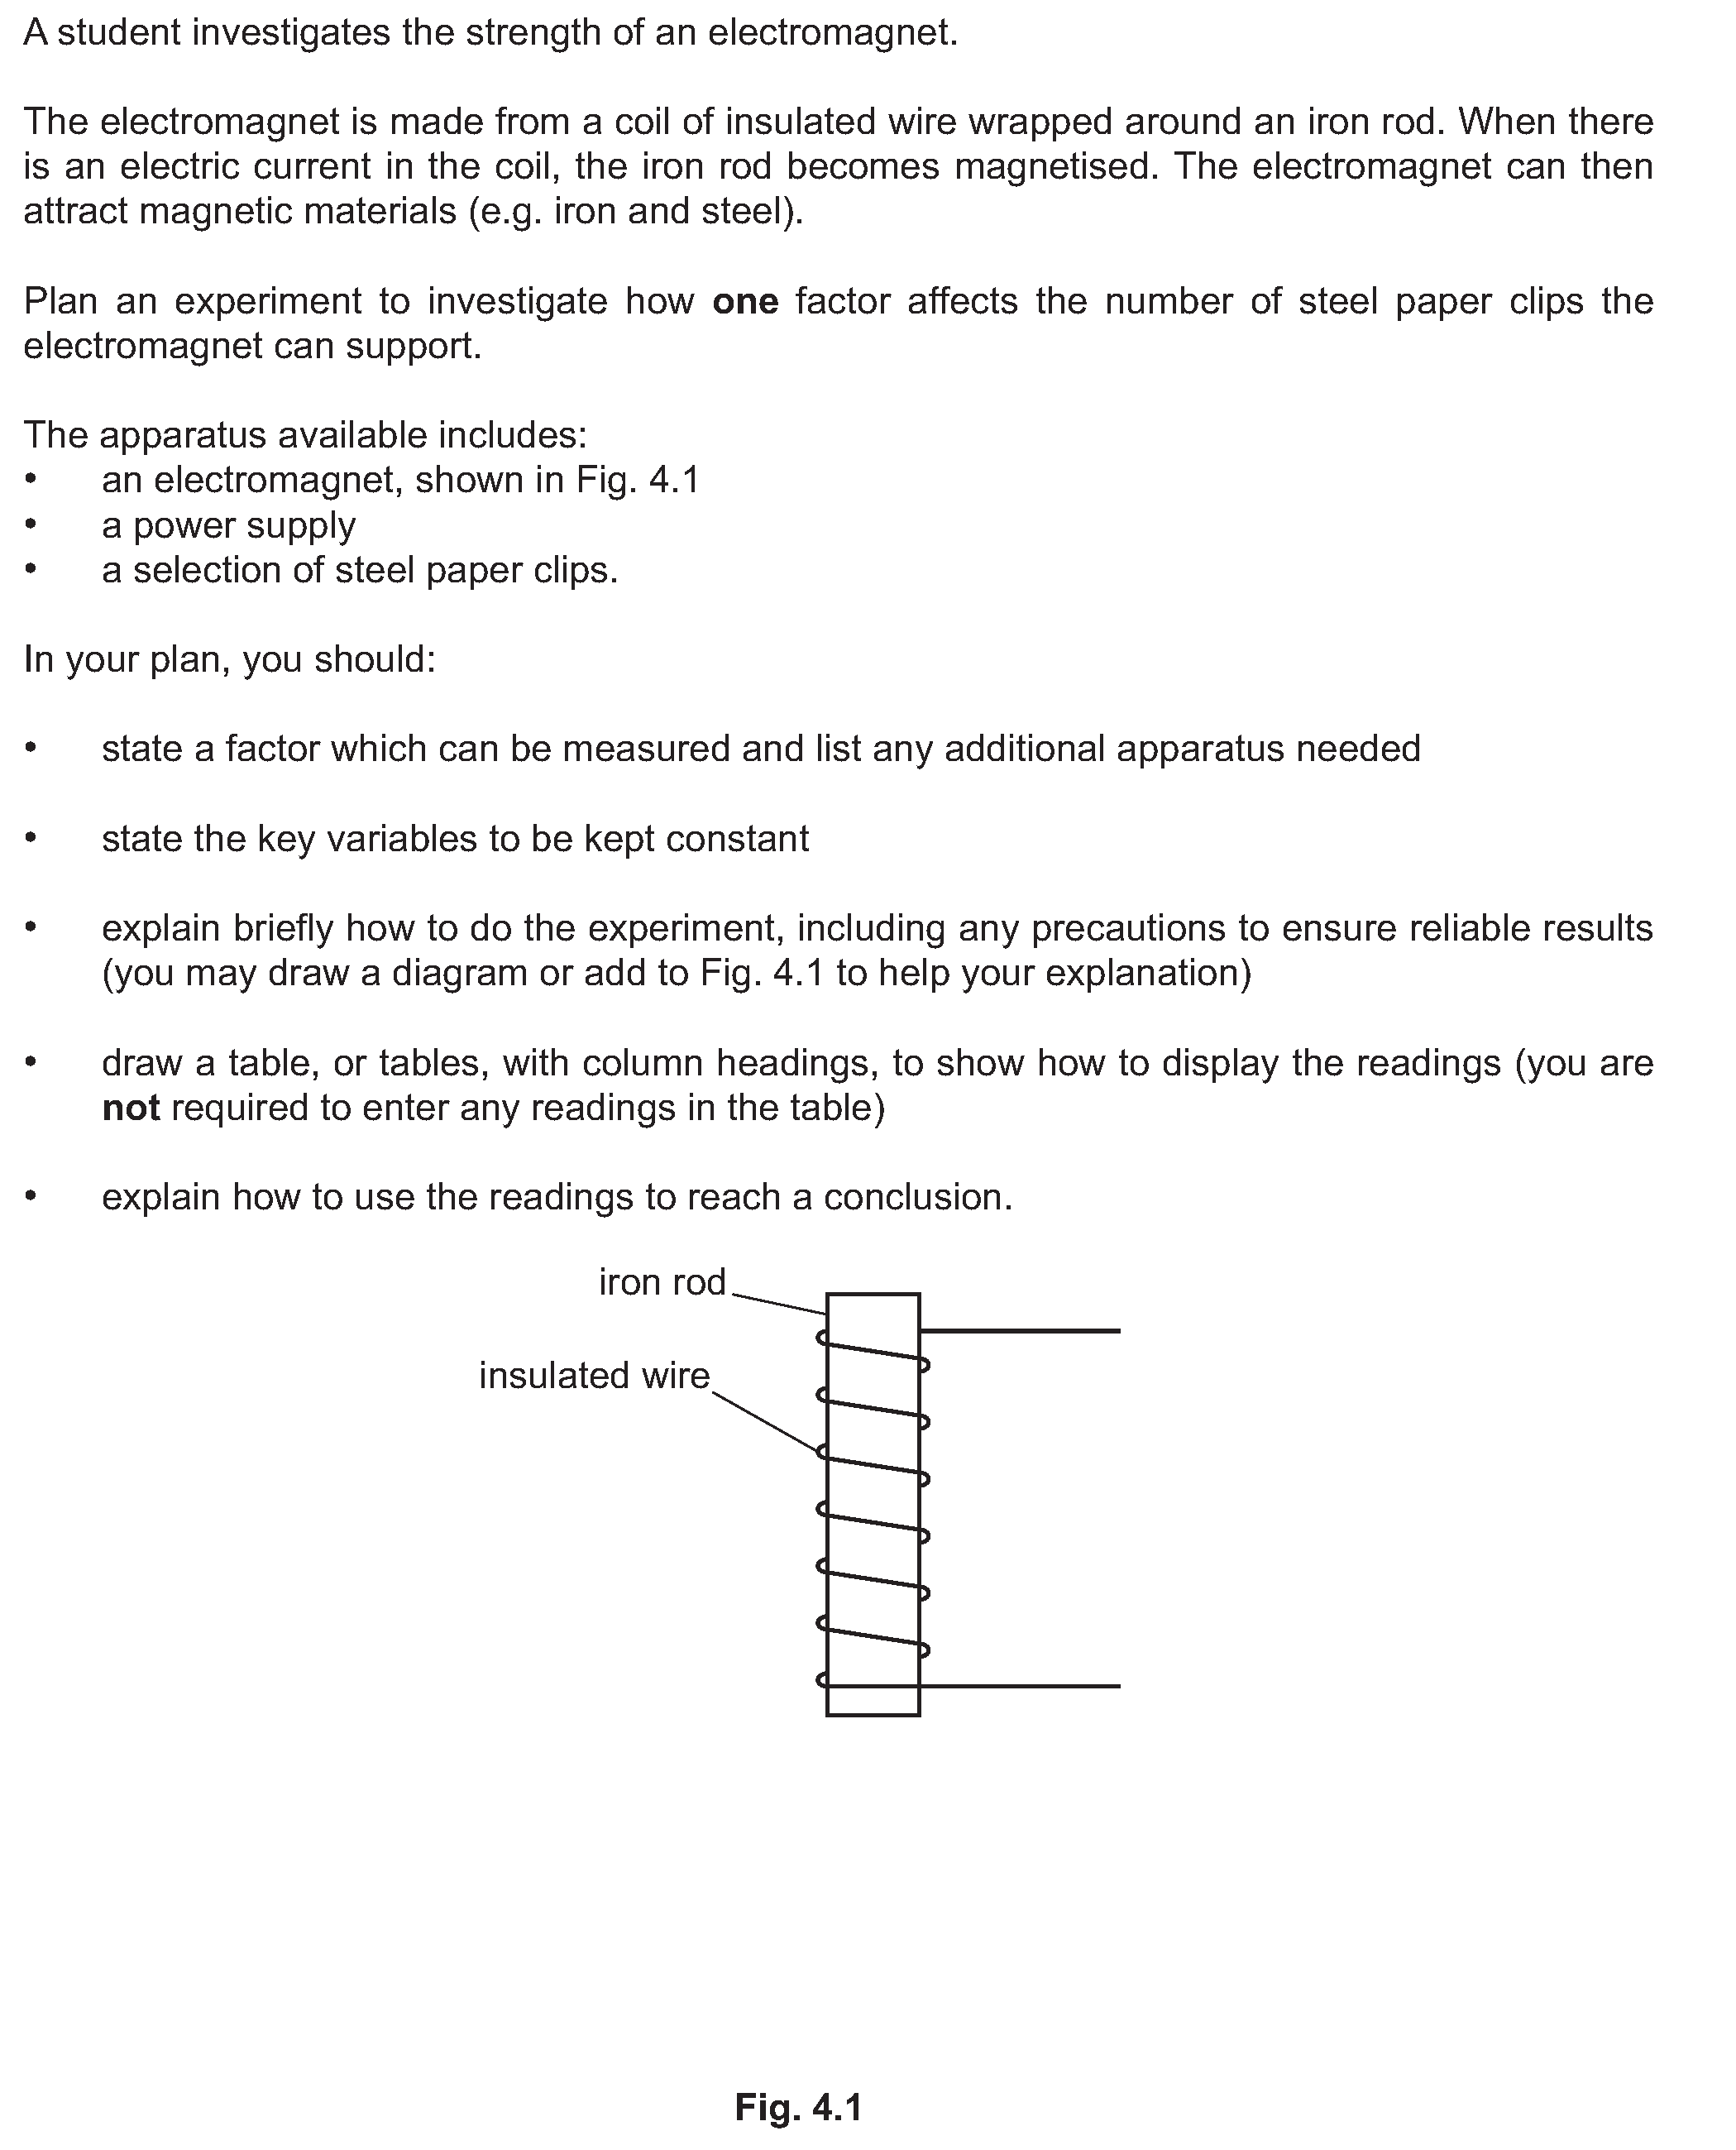 A student investigates the strength of an electromagnet.
The electromagnet is made from a coil of insulated wire wrapped around an iron rod. When there
is an electric current in the coil, the iron rod becomes magnetised. The electromagnet can then
attract magnetic materials (e.g. iron and steel).
Plan an experiment to investigate how one factor affects the number of steel paper clips the
electromagnet can support.
The apparatus available includes:
• an electromagnet, shown in Fig. 4.1
• a power supply
• a selection of steel paper clips.
In your plan, you should:
• state a factor which can be measured and list any additional apparatus needed
• state the key variables to be kept constant
• explain briefly how to do the experiment, including any precautions to ensure reliable results
(you may draw a diagram or add to Fig. 4.1 to help your explanation)
• draw a table, or tables, with column headings, to show how to display the readings (you are
not required to enter any readings in the table)
• explain how to use the readings to reach a conclusion.
iron rod
insulated wire
Fig. 4.1